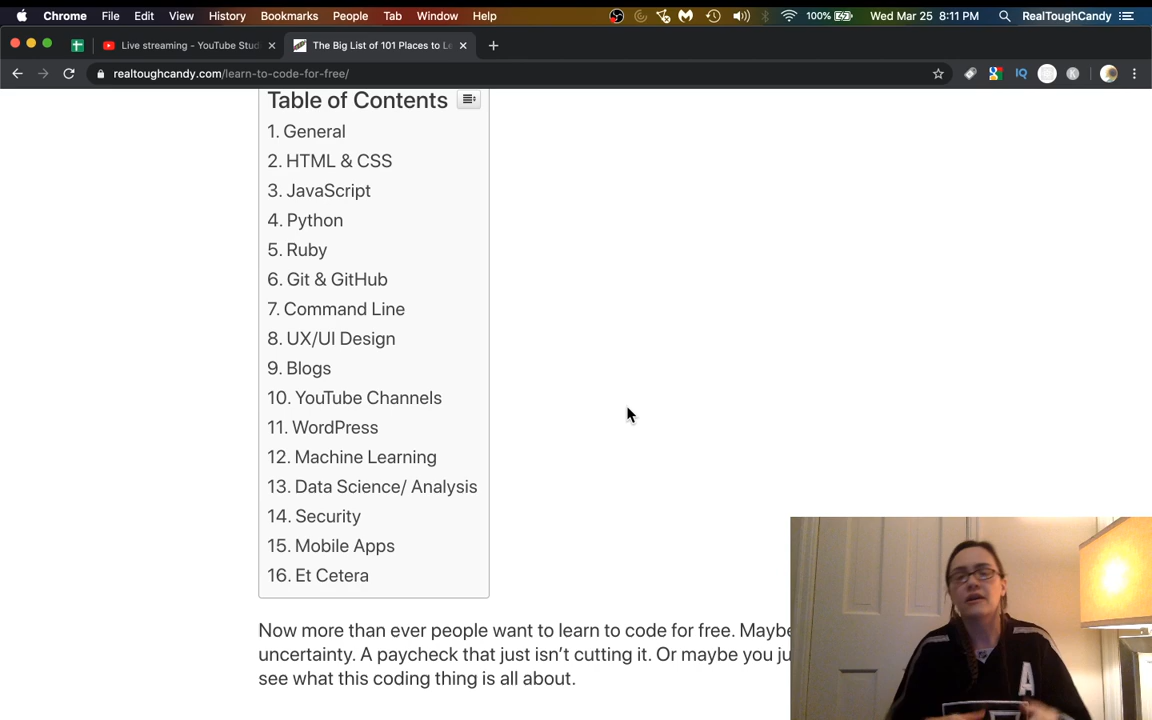 Chrome File Edit View History Bookmarks People Tab Window Help 100% Wed Mar 25 8:11 PM RealToughCandy
Live streaming - YouTube Stud
The Big List of 101 Places to Le
realtoughcandy.com/learn-to-code-for-free/
IQ
K
Table of Contents
1. General
2. HTML & CSS
3. JavaScript
4. Python
5. Ruby
6. Git & GitHub
7. Command Line
8. UX/UI Design
9. Blogs
10. YouTube Channels
11. WordPress
12. Machine Learning
13. Data Science/ Analysis
14. Security
15. Mobile Apps
16. Et Cetera
Now more than ever people want to learn to code for free. Maybe
uncertainty. A paycheck that just isn't cutting it. Or maybe you ju
see what this coding thing is all about.
A